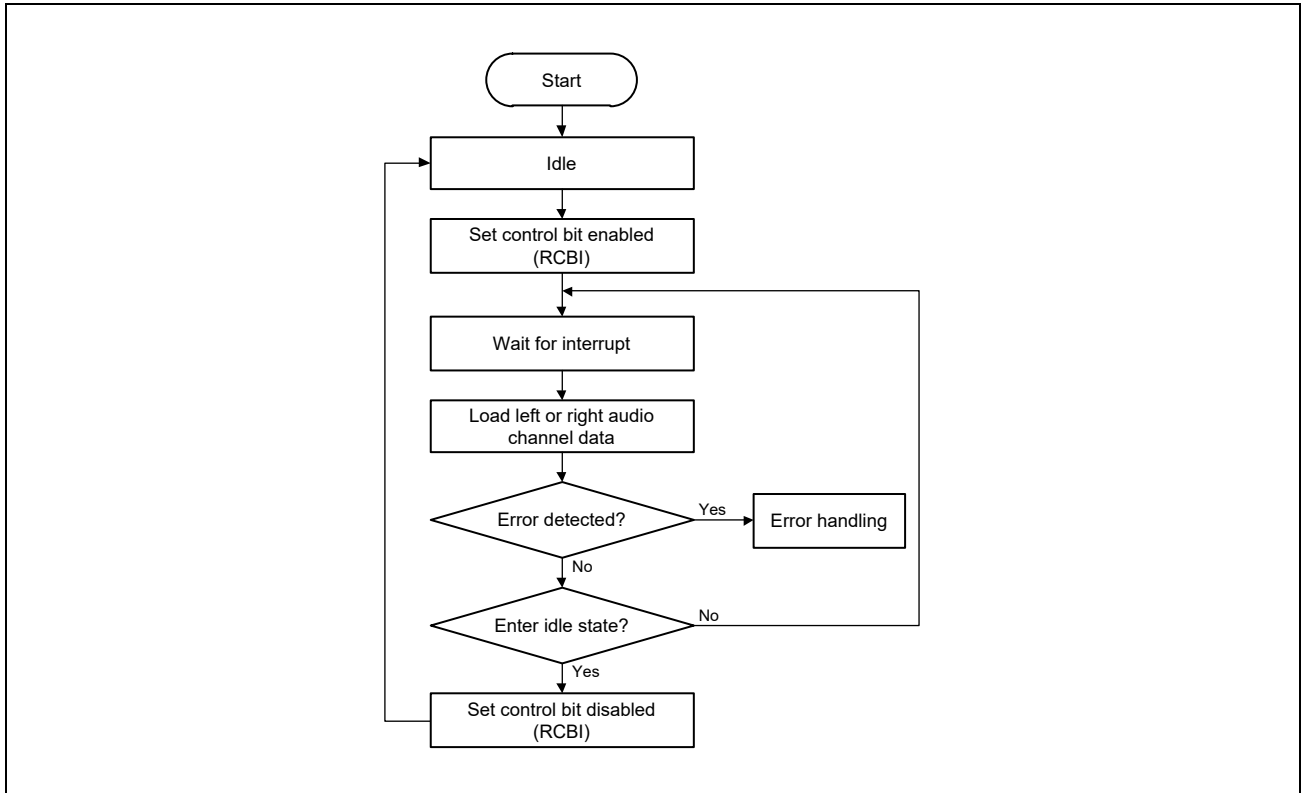 Start
Idle
Set control bit enabled
(RCBI)
Wait for interrupt
Load left or right audio
channel data
Error detected?
Yes
Error handling
No
Enter idle state?
No
Yes
Set control bit disabled
(RCBI)